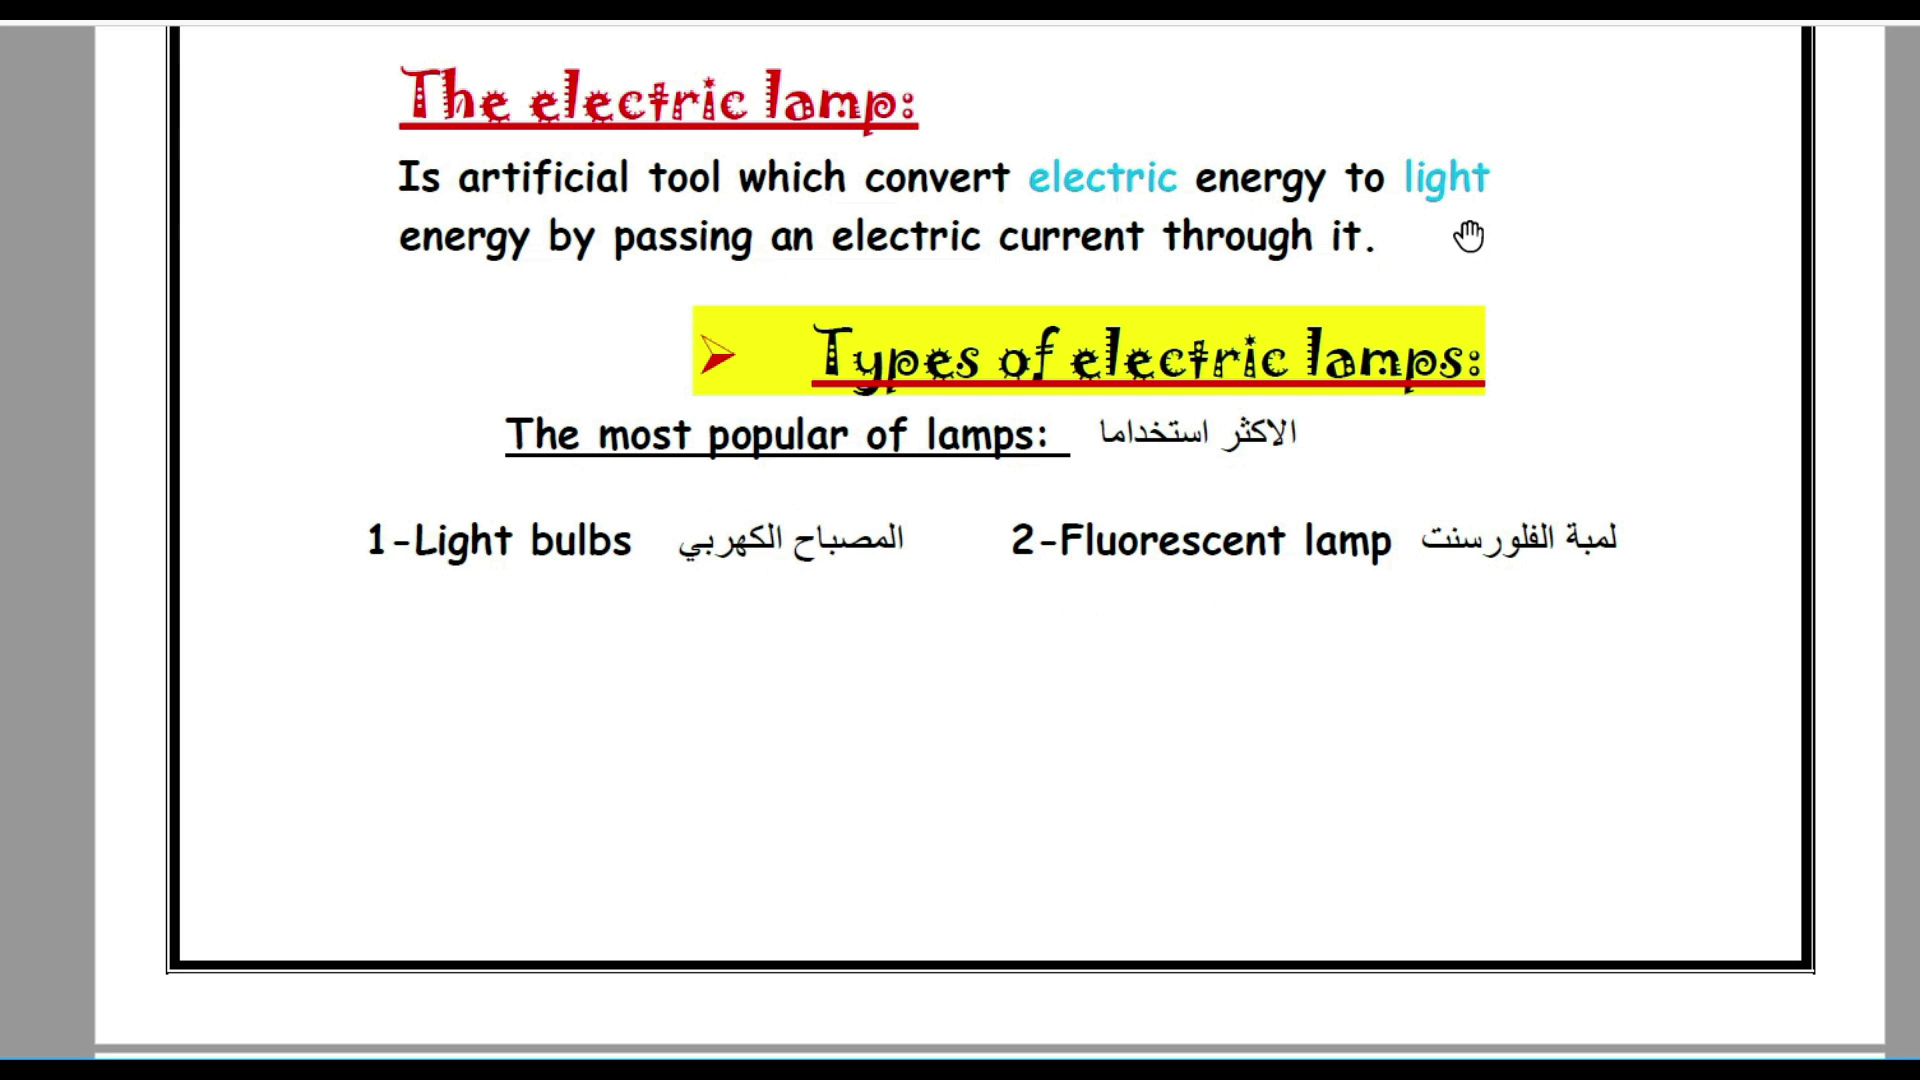 The electric lamp:
Is artificial tool which convert electric energy to light
energy by passing an electric current through it.
Types of electric lamps:
The most popular of lamps: الاكثر استخداما
1-Light bulbs المصباح الكهربي 2-Fluorescent lamp لمبة الفلورسنت